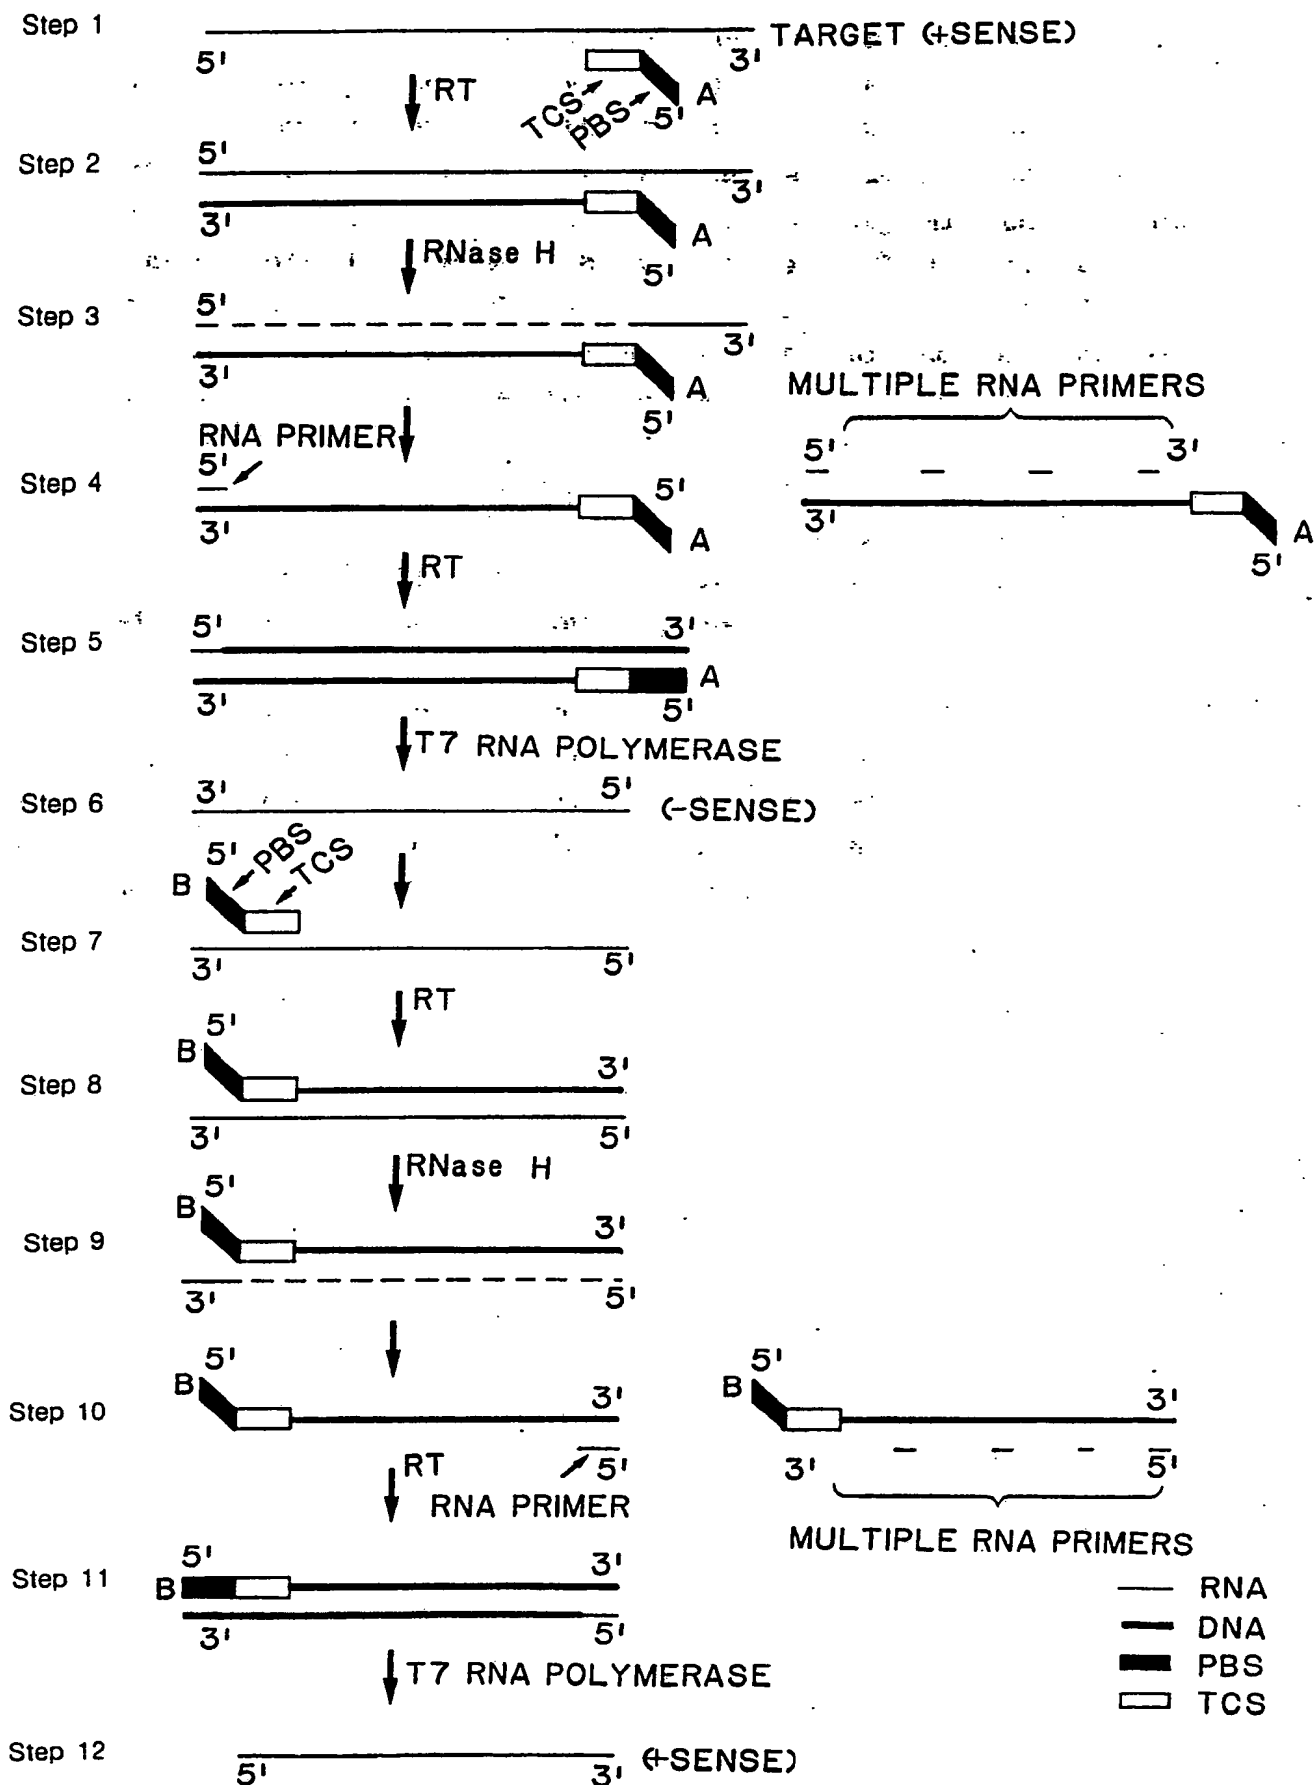 Step 1
TARGET (+SENSE)
5'
3'
RT
TCS
PBS
5'
A
Step 2
5'
3'
3'
A
5'
RNase H
Step 3
5'
3'
3'
A
5'
RNA PRIMER
MULTIPLE RNA PRIMERS
Step 4
5'
5'
3'
A
5'
3'
3'
A
5'
RT
Step 5
5'
3'
3'
A
5'
T7 RNA POLYMERASE
Step 6
3'
5'
(-SENSE)
5'
PBS
TCS
B
Step 7
3'
5'
RT
5'
B
3'
Step 8
3'
5'
RNase H
5'
B
3'
Step 9
3'
5'
5'
B
3'
Step 10
5'
RT
RNA PRIMER
5'
B
3'
3'
5'
MULTIPLE RNA PRIMERS
5'
3'
Step 11
B
3'
5'
RNA
DNA
PBS
TCS
T7 RNA POLYMERASE
Step 12
5'
3'
(+SENSE)